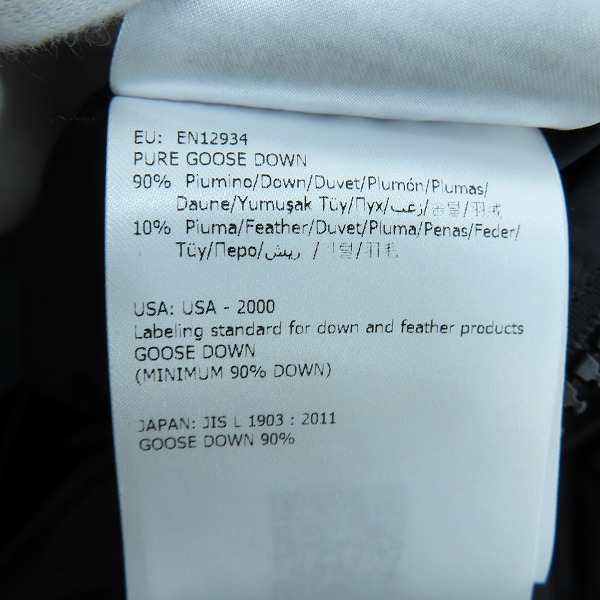 EU: EN12934
PURE GOOSE DOWN
90% Piumino/Down/Duvet/Plumón/Plumas/
Daune/Yumuşak Tüy/Пух/زغب/솜털/羽绒
10% Piuma/Feather/Duvet/Pluma/Penas/Feder/
Tüy/Перо/ريش/깃털/羽毛
USA: USA - 2000
Labeling standard for down and feather products
GOOSE DOWN
(MINIMUM 90% DOWN)
JAPAN: JIS L 1903 : 2011
GOOSE DOWN 90%